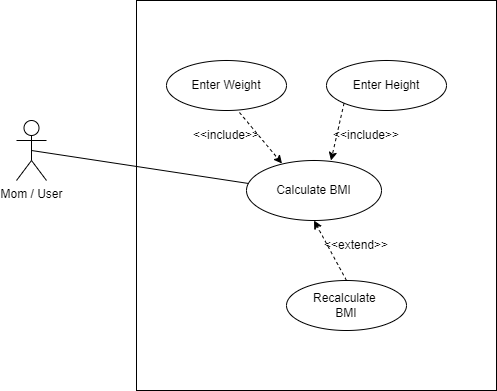 Enter Weight
Enter Height
<<include>>
<<include>>
Mom / User
Calculate BMI
<<extend>>
Recalculate
BMI